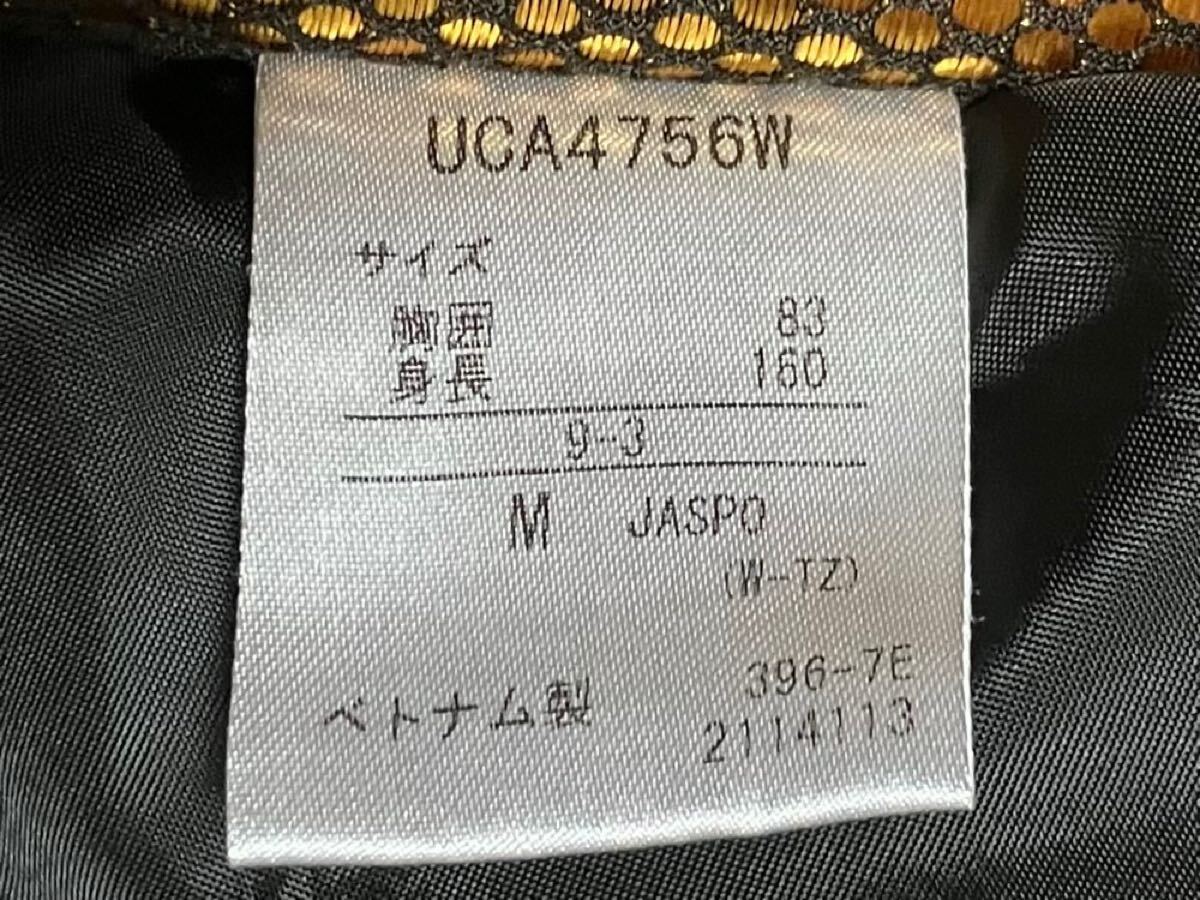 UCA4756W
サイズ
胸囲 83
身長 160
9-3
M JASPO
(W-TZ)
396-7E
ベトナム製 2114113